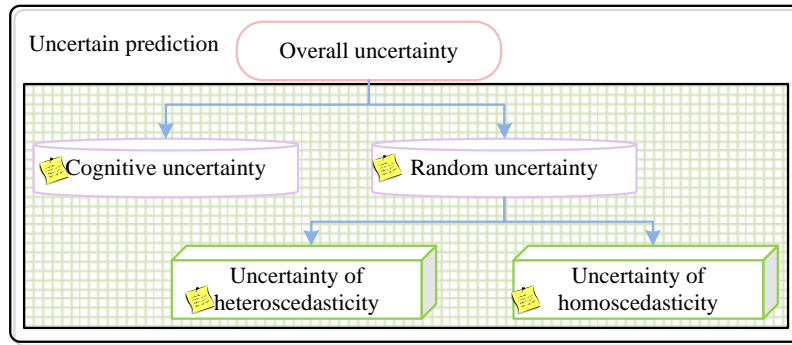 Uncertain prediction
Overall uncertainty
Cognitive uncertainty
Random uncertainty
Uncertainty of
heteroscedasticity
Uncertainty of
homoscedasticity